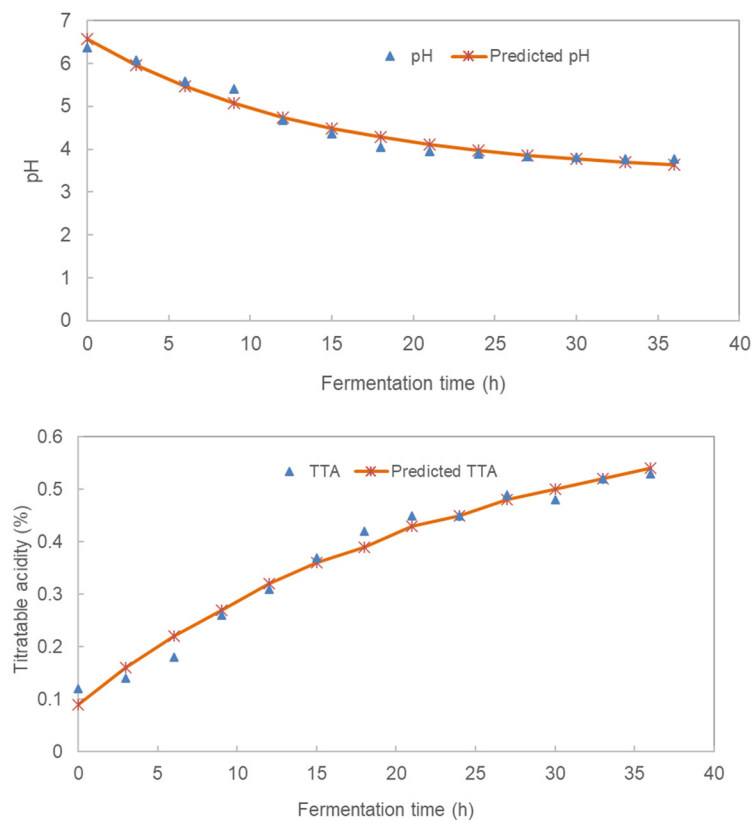 7
6
5
4
3
2
1
0
pH
pH Predicted pH
0 5 10 15 20 25 30 35 40
Fermentation time (h)
0.6
0.5
0.4
0.3
0.2
0.1
0
Titratable acidity (%)
TTA Predicted TTA
0 5 10 15 20 25 30 35 40
Fermentation time (h)